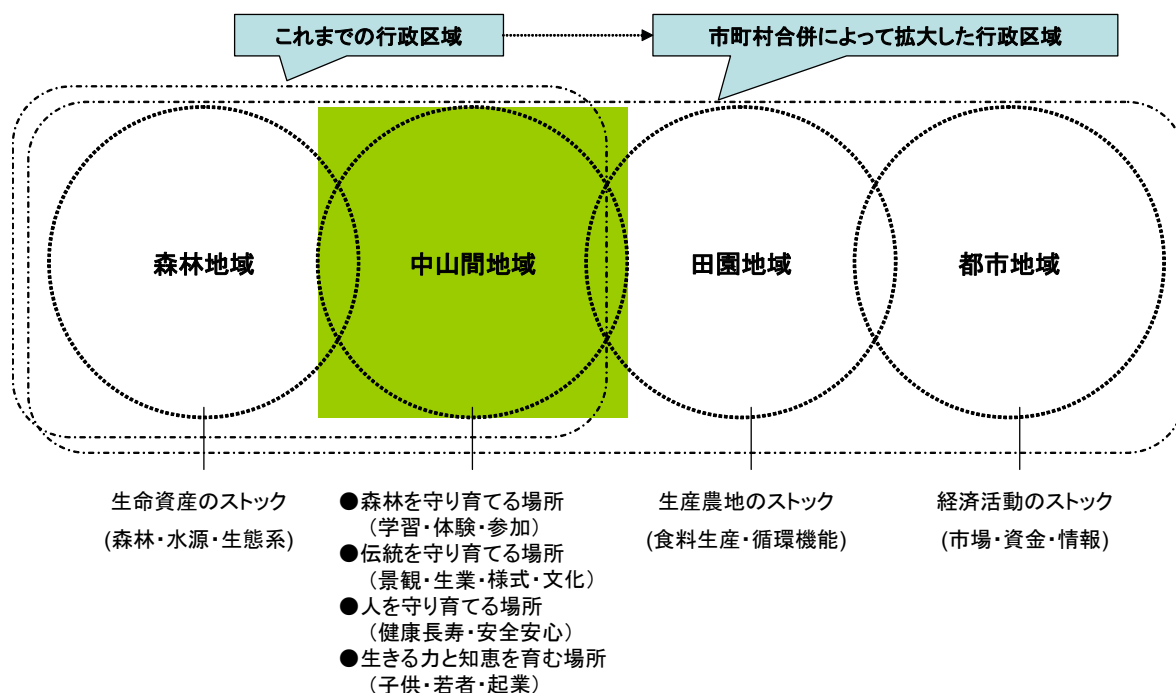 これまでの行政区域
市町村合併によって拡大した行政区域
森林地域
中山間地域
田園地域
都市地域
生命資産のストック
(森林・水源・生態系)
●森林を守り育てる場所
（学習・体験・参加）
●伝統を守り育てる場所
（景観・生業・様式・文化）
●人を守り育てる場所
（健康長寿・安全安心）
●生きる力と知恵を育む場所
（子供・若者・起業）
生産農地のストック
(食料生産・循環機能)
経済活動のストック
(市場・資金・情報)